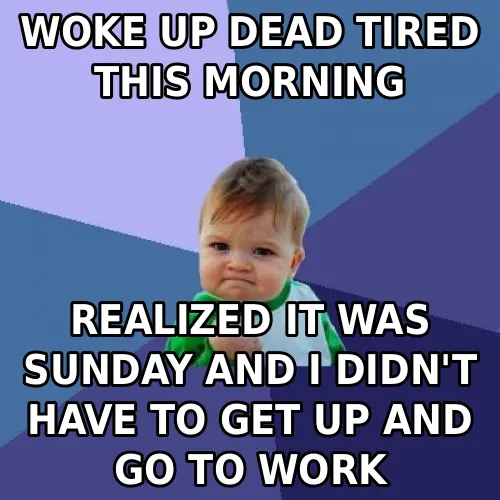 WOKE UP DEAD TIRED
THIS MORNING
REALIZED IT WAS
SUNDAY AND I DIDN'T
HAVE TO GET UP AND
GO TO WORK